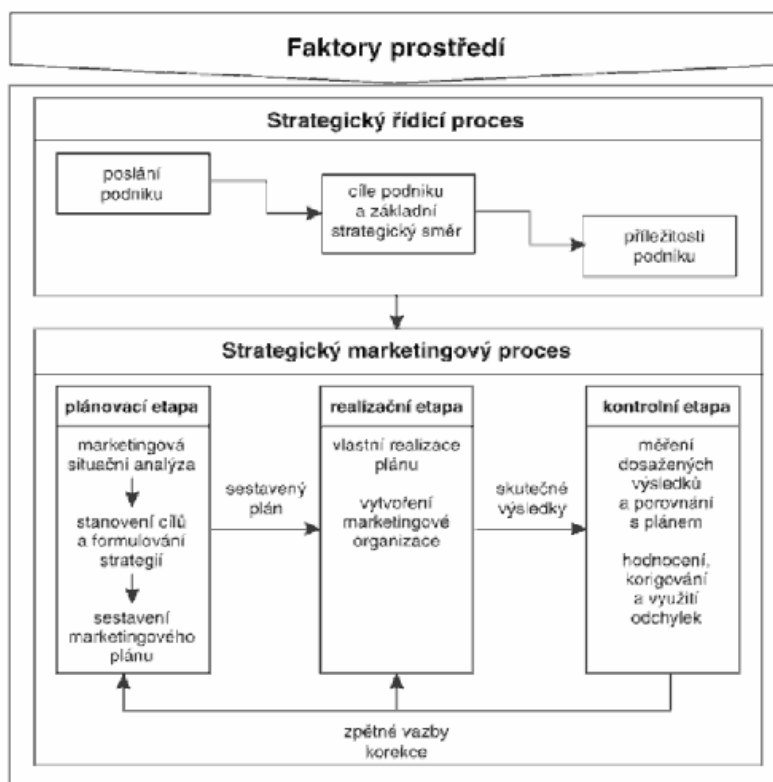 Faktory prostředí
Strategický řídicí proces
poslání
podniku
cíle podniku
a základní
strategický směr
příležitosti
podniku
Strategický marketingový proces
plánovací etapa
marketingová
situační analýza
stanovení cílů
a formulování
strategií
sestavení
marketingového
plánu
sestavený
plán
realizační etapa
vlastní realizace
plánu
vytvoření
marketingové
organizace
skutečné
výsledky
kontrolní etapa
měření
dosažených
výsledků
a porovnání
s plánem
hodnocení,
korigování
a využití
odchylek
zpětné vazby
korekce